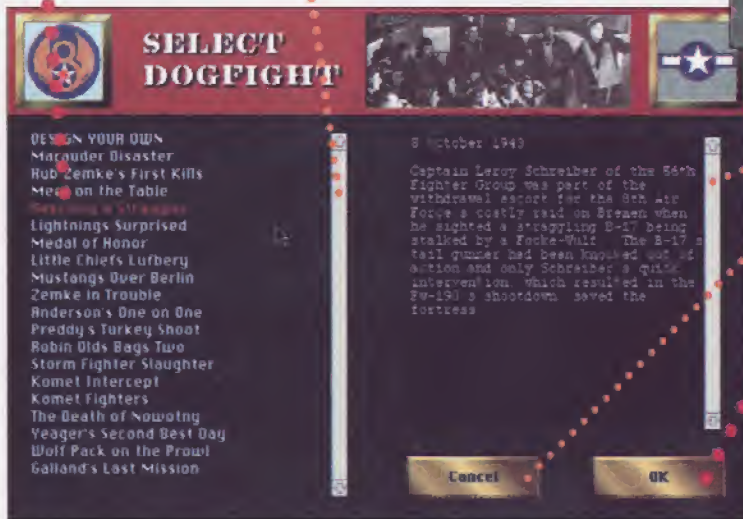 SELECT
DOGFIGHT
DESIGN YOUR OWN
Marauder Disaster
Hub Zemke's First Kills
on the Table
Lightnings Surprised
Medal of Honor
Little Chiefs Lufbery
Mustangs Over Berlin
Zemke in Trouble
Anderson's One on One
Preddy's Turkey Shoot
Robin Olds Bags Two
Storm Fighter Slaughter
Komet Intercept
Komet Fighters
The Death of Nowotny
Yeager's Second Best Day
Wolf Pack on the Prowl
Galland's Last Mission
8 October 1943
Captain Leroy Schreiber of the 56th
Fighter Group was part of the
withdrawal escort for the 8th Air
Force s costly raid on Bremen when
he sighted a straggling B-17 being
stalked by a Focke-Wulf The B-17 s
tail gunner had been knocked out of
action and only Schreiber s quick
intervention which resulted in the
Fw-190 s shootdown saved the
fortress
Cancel
OK